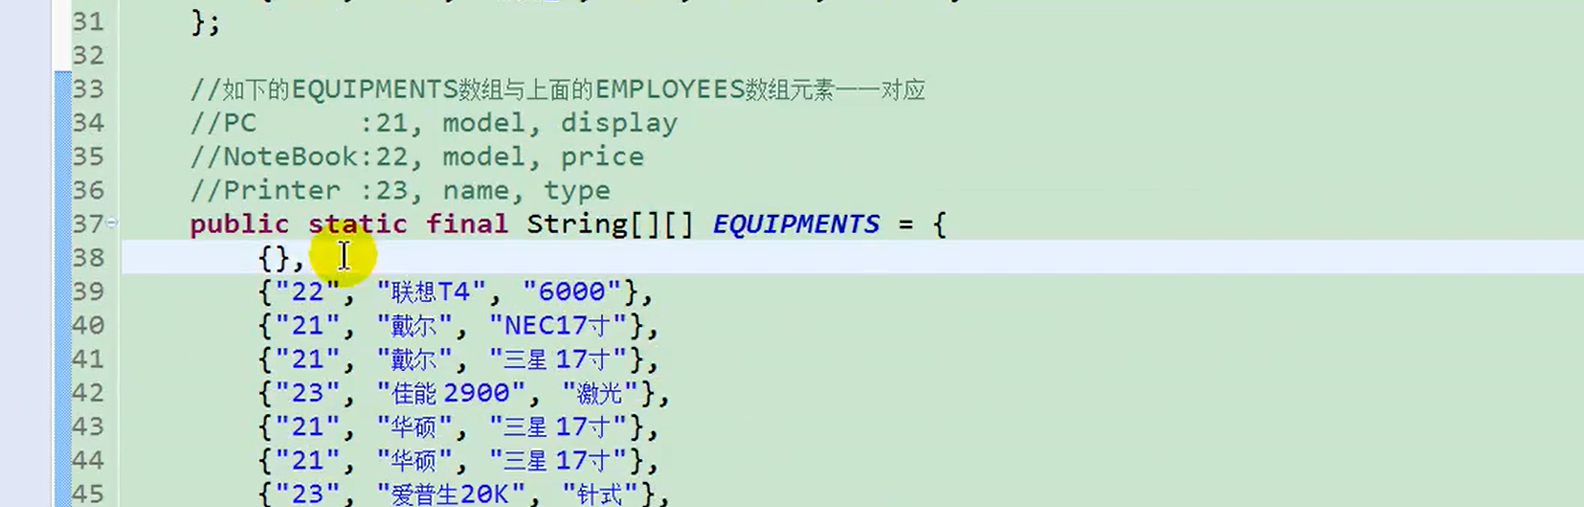 31 };
32
33 //如下的EQUIPMENTS数组与上面的EMPLOYEES数组元素一一对应
34 //PC      :21, model, display
35 //NoteBook:22, model, price
36 //Printer :23, name, type
37 public static final String[][] EQUIPMENTS = {
38 {},
39 {"22", "联想T4", "6000"},
40 {"21", "戴尔", "NEC17寸"},
41 {"21", "戴尔", "三星 17寸"},
42 {"23", "佳能 2900", "激光"},
43 {"21", "华硕", "三星 17寸"},
44 {"21", "华硕", "三星 17寸"},
45 {"23", "爱普生20K", "针式"},